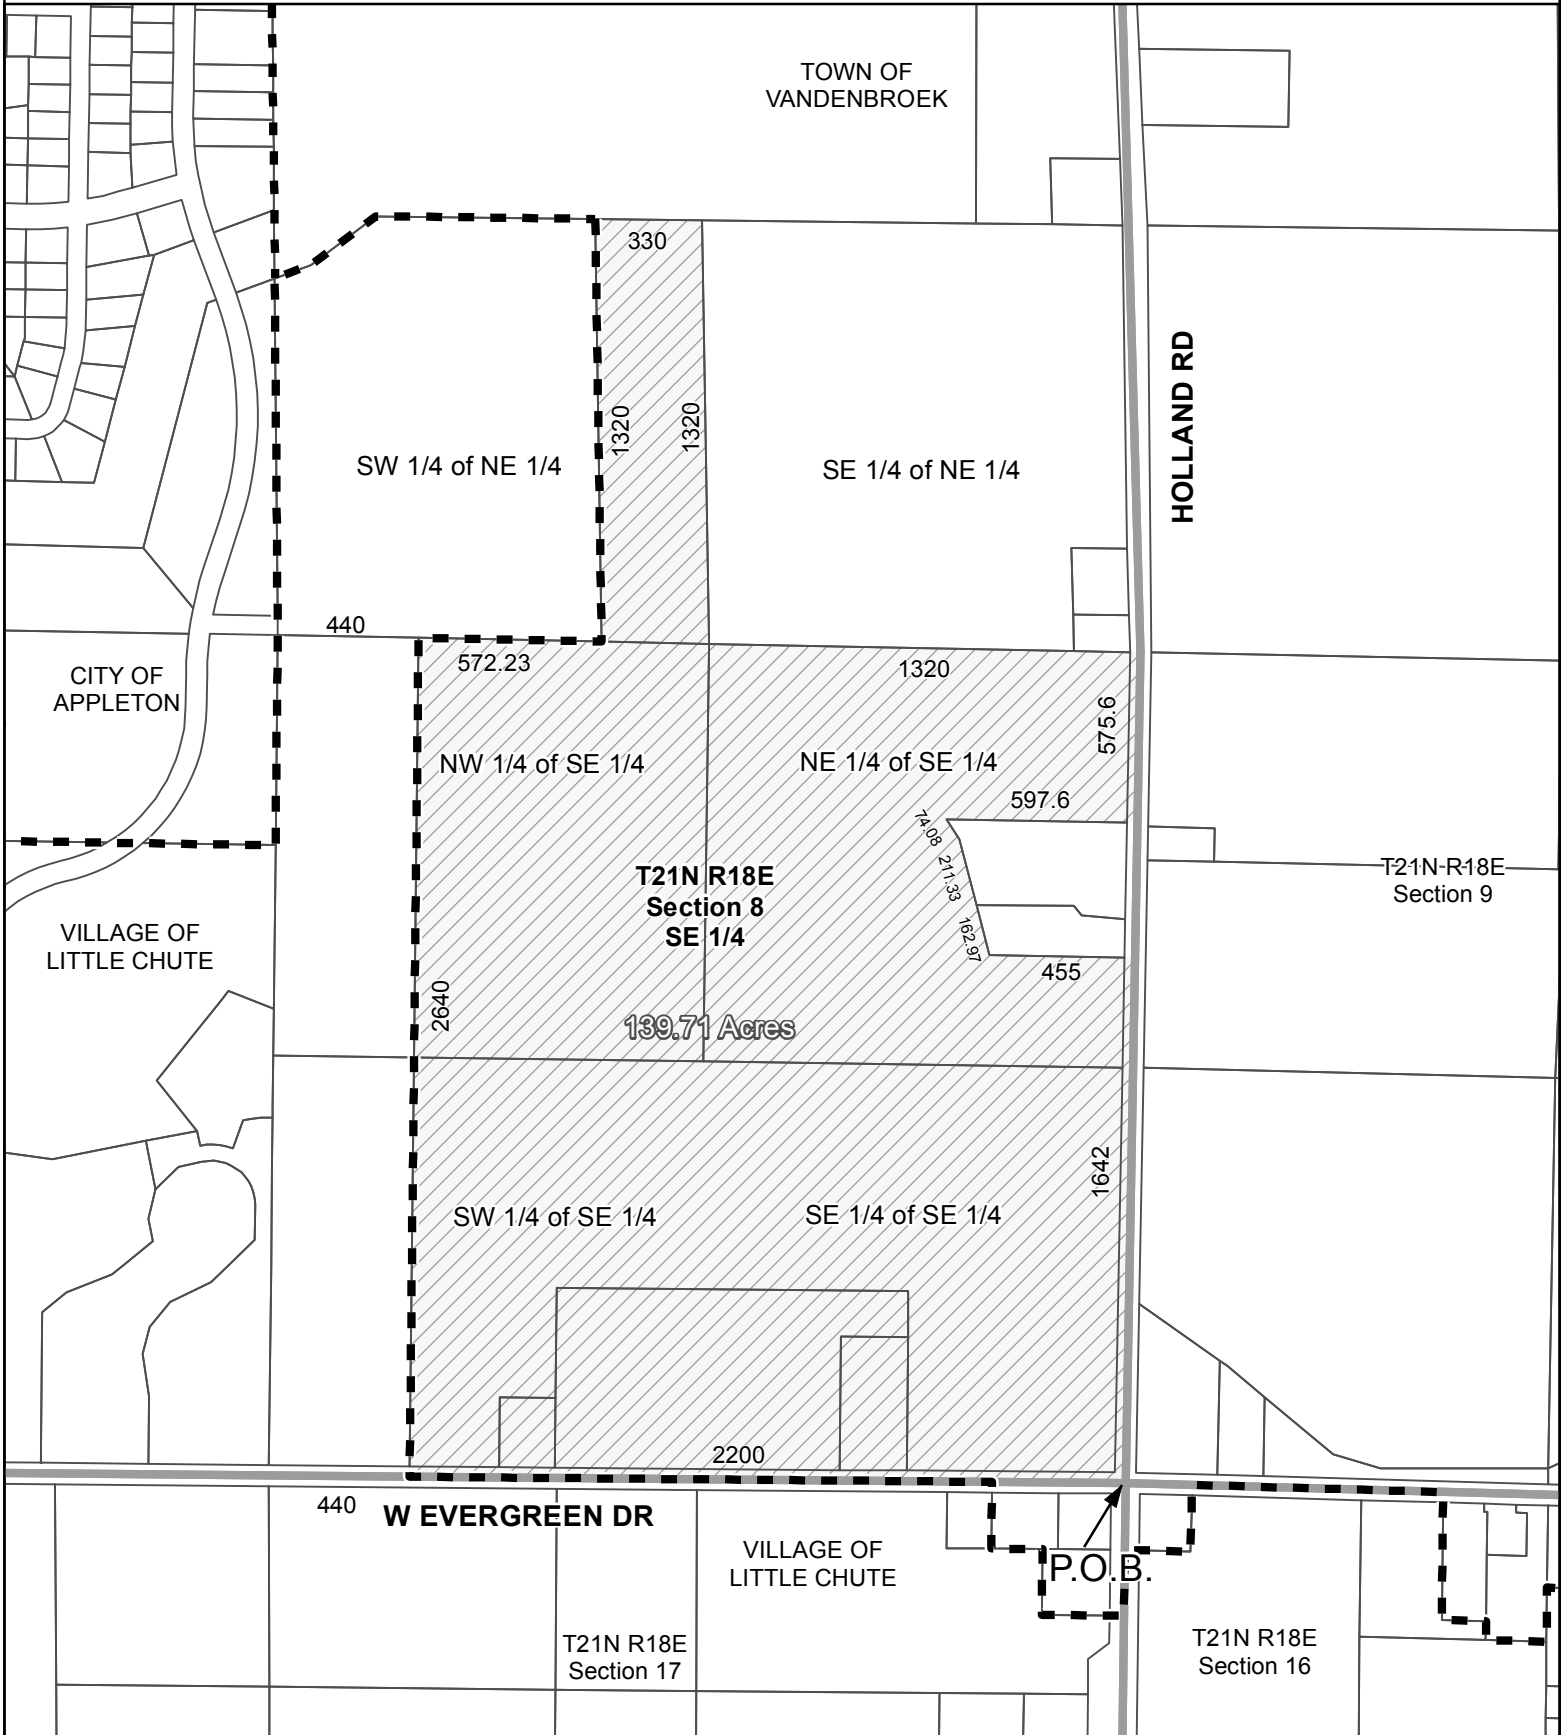 TOWN OF
VANDENBROEK
330
HOLLAND RD
1320
1320
SW 1/4 of NE 1/4
SE 1/4 of NE 1/4
440
572.23
1320
CITY OF
APPLETON
575.6
NW 1/4 of SE 1/4
NE 1/4 of SE 1/4
597.6
74.08
211.33
162.97
T21N R18E
Section 8
SE 1/4
T21N R18E
Section 9
VILLAGE OF
LITTLE CHUTE
455
2640
139.71 Acres
1642
SW 1/4 of SE 1/4
SE 1/4 of SE 1/4
2200
440
W EVERGREEN DR
VILLAGE OF
LITTLE CHUTE
P.O.B.
T21N R18E
Section 17
T21N R18E
Section 16